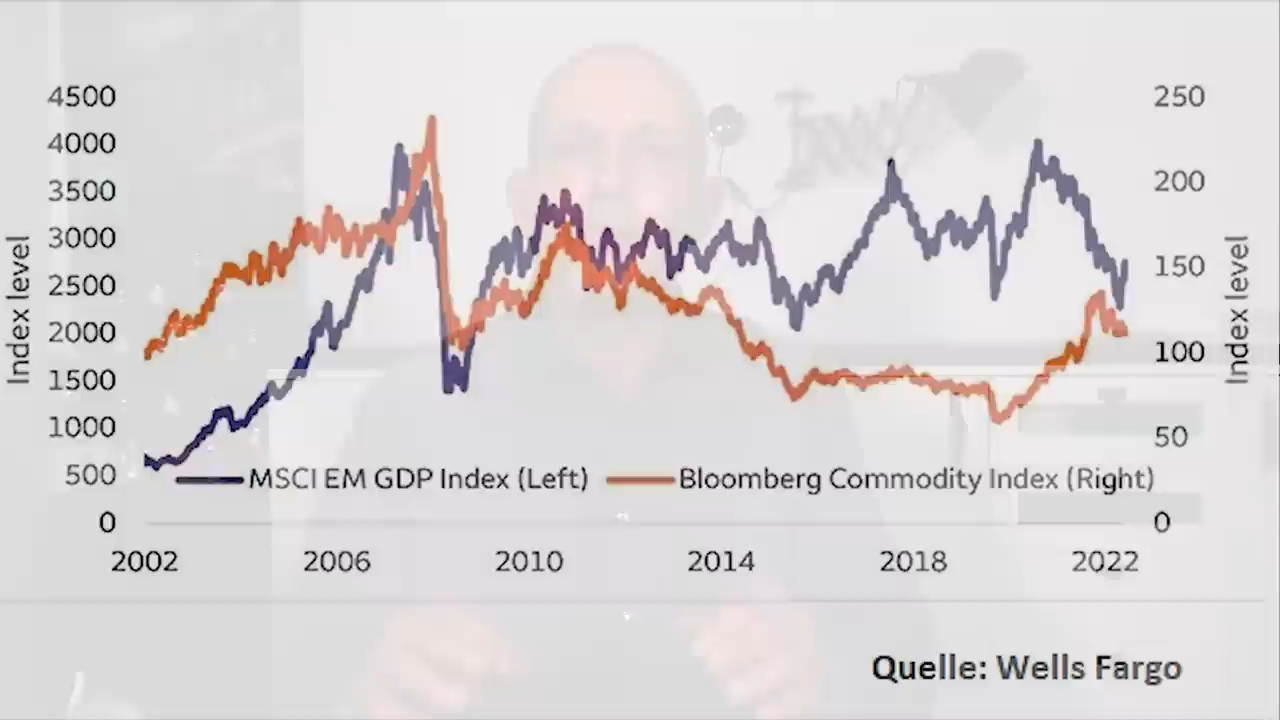 4500
4000
3500
3000
2500
2000
1500
1000
500
0
Index level
250
200
150
100
50
0
Index level
MSCI EM GDP Index (Left)
Bloomberg Commodity Index (Right)
2002 2006 2010 2014 2018 2022
Quelle: Wells Fargo